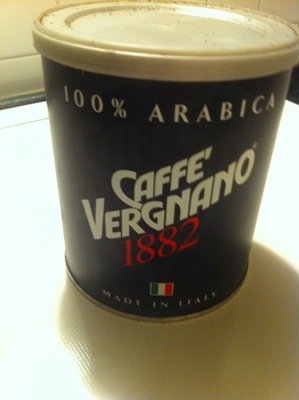 100% ARABICA
CAFFE'
VERGNANO®
1882
MADE IN ITALY